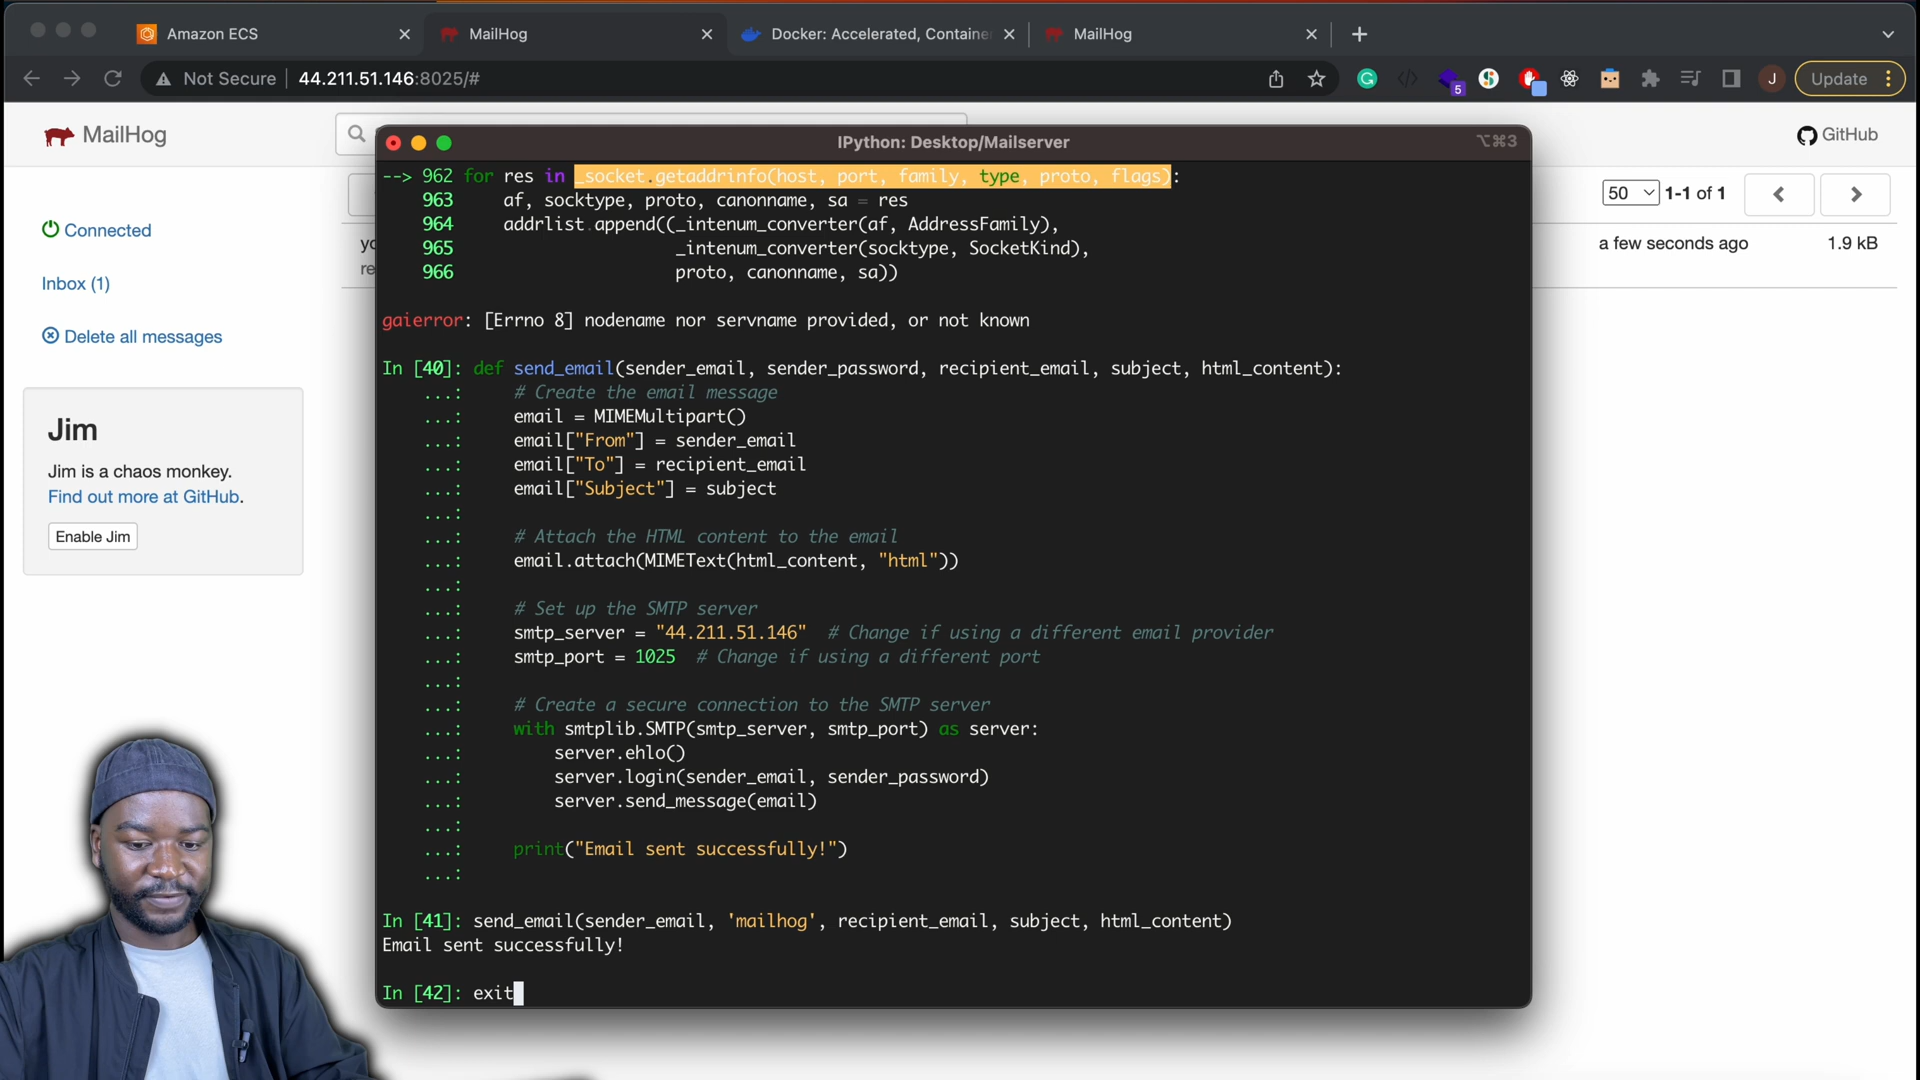 Amazon ECS
MailHog
Docker: Accelerated, Containe
MailHog
Not Secure
44.211.51.146:8025/#
5
J
Update
MailHog
GitHub
Connected
Inbox (1)
Delete all messages
Jim
Jim is a chaos monkey.
Find out more at GitHub.
Enable Jim
50
1-1 of 1
yo
re
a few seconds ago
1.9 kB
IPython: Desktop/Mailserver
⌥⌘3
--> 962 for res in _socket.getaddrinfo(host, port, family, type, proto, flags):
963     af, socktype, proto, canonname, sa = res
964     addrlist.append((_intenum_converter(af, AddressFamily),
965                      _intenum_converter(socktype, SocketKind),
966                      proto, canonname, sa))
gaierror: [Errno 8] nodename nor servname provided, or not known
In [40]: def send_email(sender_email, sender_password, recipient_email, subject, html_content):
...:     # Create the email message
...:     email = MIMEMultipart()
...:     email["From"] = sender_email
...:     email["To"] = recipient_email
...:     email["Subject"] = subject
...:
...:     # Attach the HTML content to the email
...:     email.attach(MIMEText(html_content, "html"))
...:
...:     # Set up the SMTP server
...:     smtp_server = "44.211.51.146"  # Change if using a different email provider
...:     smtp_port = 1025  # Change if using a different port
...:
...:     # Create a secure connection to the SMTP server
...:     with smtplib.SMTP(smtp_server, smtp_port) as server:
...:         server.ehlo()
...:         server.login(sender_email, sender_password)
...:         server.send_message(email)
...:
...:     print("Email sent successfully!")
...:
In [41]: send_email(sender_email, 'mailhog', recipient_email, subject, html_content)
Email sent successfully!
In [42]: exit